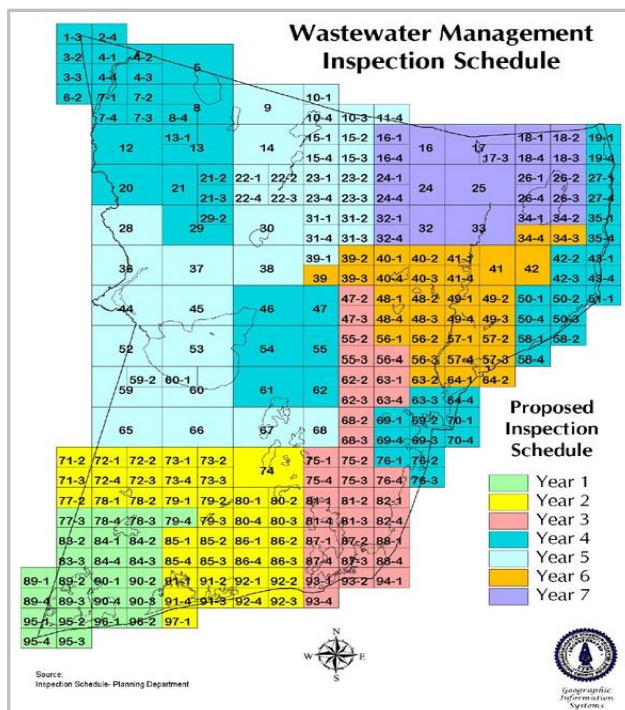 Wastewater Management
Inspection Schedule
1-3 2-4
3-2 4-1 4-2 5
3-3 4-4 4-3
6-2 7-1 7-2 8 9 10-1
7-4 7-3 8-4 10-4 10-3 11-4
12 13-1 13 14 15-1 15-2 16-1 16 17 18-1 18-2 19-1
15-4 15-3 16-4 17-3 18-4 18-3 19-4
20 21 21-2 22-1 22-2 23-1 23-2 24-1 24 25 26-1 26-2 27-1
21-3 22-4 22-3 23-4 23-3 24-4 26-4 26-3 27-4
28 29-2 29 30 31-1 31-2 32-1 32 33 34-1 34-2 35-1
31-4 31-3 32-4 34-4 34-3 35-4
36 37 38 39-1 39-2 40-1 40-2 41-1 41 42 42-2 43-1
39 39-3 40-4 40-3 41-4 42-3 43-4
44 45 46 47 47-2 48-1 48-2 49-1 49-2 50-1 50-2 51-1
47-3 48-4 48-3 49-4 49-3 50-4 50-3
52 53 54 55 55-2 56-1 56-2 57-1 57-2 58-1 58-2
55-3 56-4 56-3 57-4 57-3 58-4
59 59-2 60-1 60 61 62 62-2 63-1 63-2 64-1 64-2
62-3 63-4 63-3 64-4
65 66 67 68 68-2 69-1 69-2 70-1
68-3 69-4 69-3 70-4
71-2 72-1 72-2 73-1 73-2 74 75-1 75-2 76-1 76-2
71-3 72-4 72-3 73-4 73-3 75-4 75-3 76-4 76-3
77-2 78-1 78-2 79-1 79-2 80-1 80-2 81-1 81-2 82-1
77-3 78-4 78-3 79-4 79-3 80-4 80-3 81-4 81-3 82-4
83-2 84-1 84-2 85-1 85-2 86-1 86-2 87-1 87-2 88-1
83-3 84-4 84-3 85-4 85-3 86-4 86-3 87-4 87-3 88-4
89-1 89-2 90-1 90-2 91-1 91-2 92-1 92-2 93-1 93-2 94-1
89-4 89-3 90-4 90-3 91-4 91-3 92-4 92-3 93-4
95-1 95-2 96-1 96-2 97-1
95-4 95-3
Proposed
Inspection
Schedule
Year 1
Year 2
Year 3
Year 4
Year 5
Year 6
Year 7
N
W E
S
Source:
Inspection Schedule- Planning Department
Geographic
Information
Systems